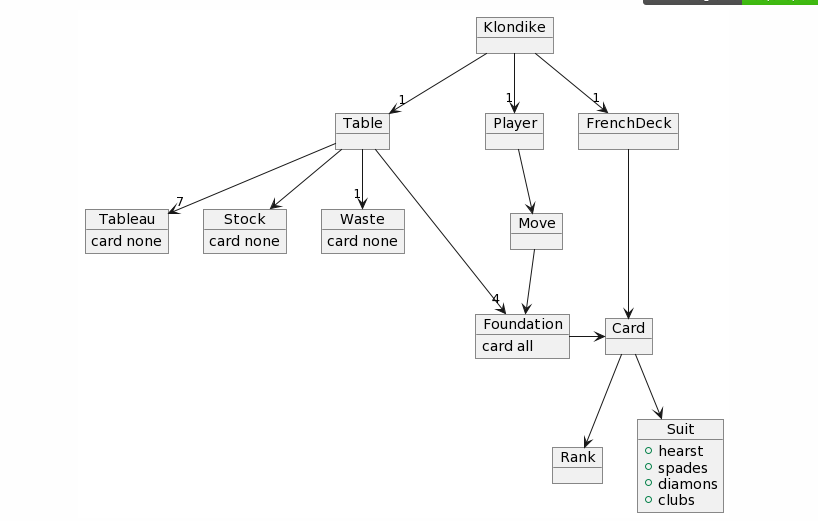 Klondike
1
1
1
Table
Player
FrenchDeck
7
1
Tableau
card none
Stock
card none
Waste
card none
Move
4
Foundation
card all
Card
Rank
Suit
hearst
spades
diamons
clubs